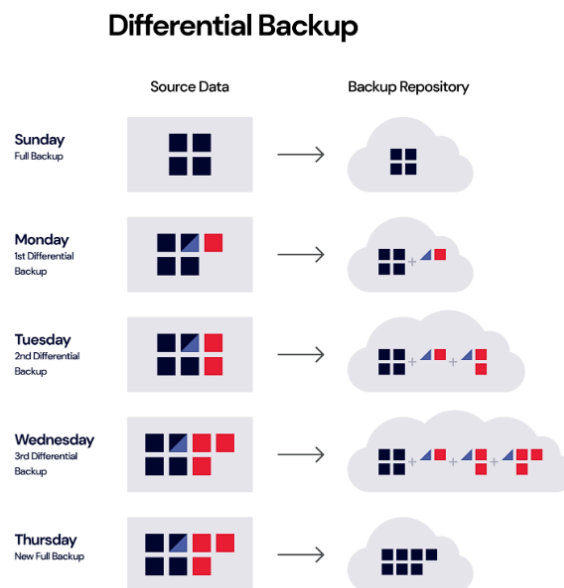 Differential Backup
Source Data
Backup Repository
Sunday
Full Backup
Monday
1st Differential
Backup
+
Tuesday
2nd Differential
Backup
+ +
Wednesday
3rd Differential
Backup
+ + +
Thursday
New Full Backup